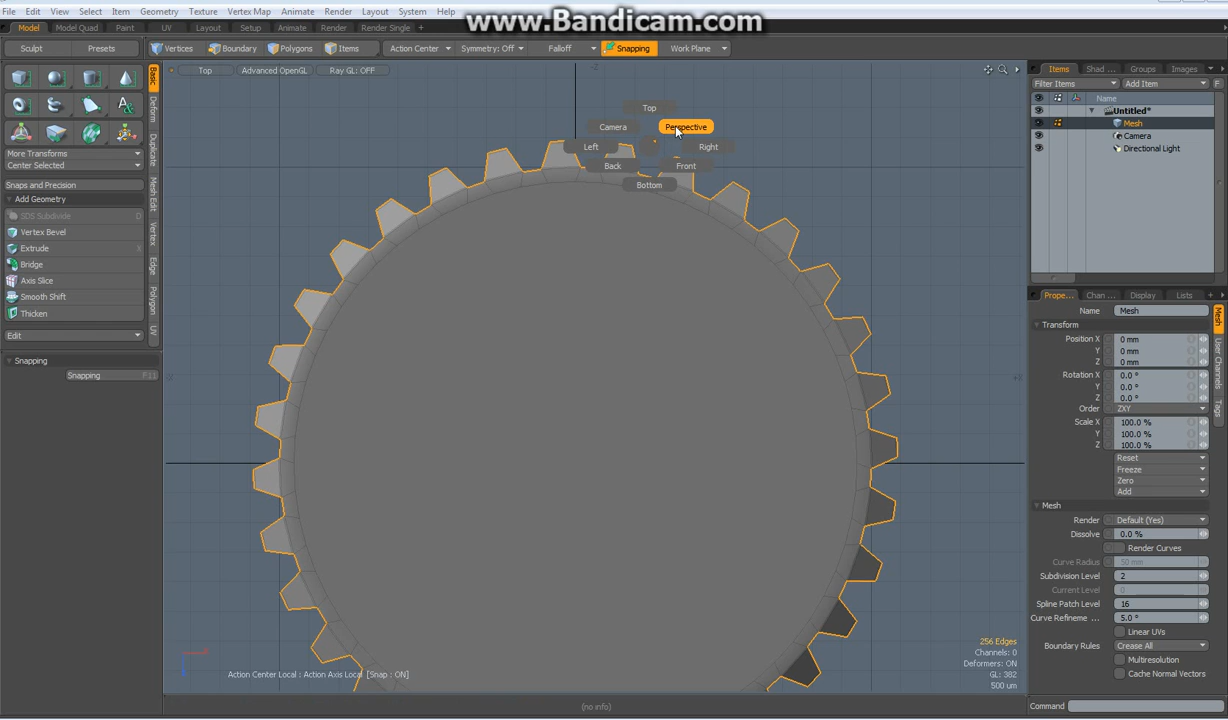 www.Bandicam.com
File Edit View Select Item Geometry Texture Vertex Map Animate Render Layout System Help
Model Model Quad Paint UV Layout Setup Animate Render Render Single
Sculpt Presets Vertices Boundary Polygons Items Action Center Symmetry: Off Falloff Snapping Work Plane
Top Advanced OpenGL Ray GL: OFF
Items Shad ... Groups Images
Filter Items Add Item F
Name
Untitled*
Mesh
Camera
Directional Light
Basic
Deform
Duplicate
Mesh Edit
Vertex
Edge
Polygon
UV
More Transforms
Center Selected
Snaps and Precision
Add Geometry
SDS Subdivide D
Vertex Bevel
Extrude
Bridge
Axis Slice
Smooth Shift
Thicken
Edit
Snapping
Snapping F11
Top
Camera Perspective
Left Right
Back Front
Bottom
Prope... Chan ... Display Lists
Name Mesh
Transform
Position X 0 mm
Y 0 mm
Z 0 mm
Rotation X 0.0 °
Y 0.0 °
Z 0.0 °
Order ZXY
Scale X 100.0 %
Y 100.0 %
Z 100.0 %
Reset
Freeze
Zero
Add
Mesh
Render Default (Yes)
Dissolve 0.0 %
Render Curves
Curve Radius 50 mm
Subdivision Level 2
Current Level 0
Spline Patch Level 16
Curve Refineme ... 5.0 °
Linear UVs
Boundary Rules Crease All
Multiresolution
Cache Normal Vectors
Mesh
User Channels
Tags
256 Edges
Channels: 0
Deformers: ON
GL: 382
500 um
Action Center Local : Action Axis Local [Snap : ON]
(no info)
Command